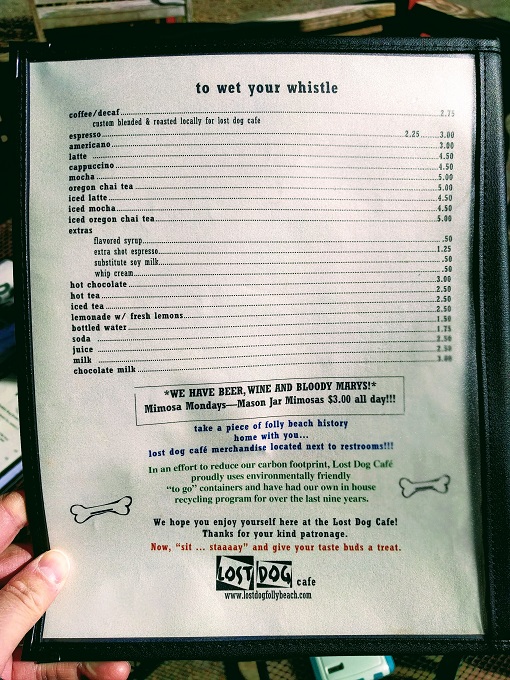 to wet your whistle
coffee/decaf 2.75
custom blended & roasted locally for lost dog cafe
espresso 2.25 3.00
americano 3.00
latte 4.50
cappuccino 4.50
mocha 5.00
oregon chai tea 5.00
iced latte 4.50
iced mocha 4.50
iced oregon chai tea 5.00
extras
flavored syrup .50
extra shot espresso 1.25
substitute soy milk .50
whip cream .50
hot chocolate 3.00
hot tea 2.50
iced tea 2.50
lemonade w/ fresh lemons 2.50
bottled water 1.50
soda 1.75
juice 2.50
milk 2.50
chocolate milk 3.00
*WE HAVE BEER, WINE AND BLOODY MARYS!*
Mimosa Mondays—Mason Jar Mimosas $3.00 all day!!!
take a piece of folly beach history
home with you...
lost dog café merchandise located next to restrooms!!!
In an effort to reduce our carbon footprint, Lost Dog Café
proudly uses environmentally friendly
“to go” containers and have had our own in house
recycling program for over the last nine years.
We hope you enjoy yourself here at the Lost Dog Cafe!
Thanks for your kind patronage.
Now, “sit ... staaaay” and give your taste buds a treat.
LOST DOG cafe
www.lostdogfollybeach.com